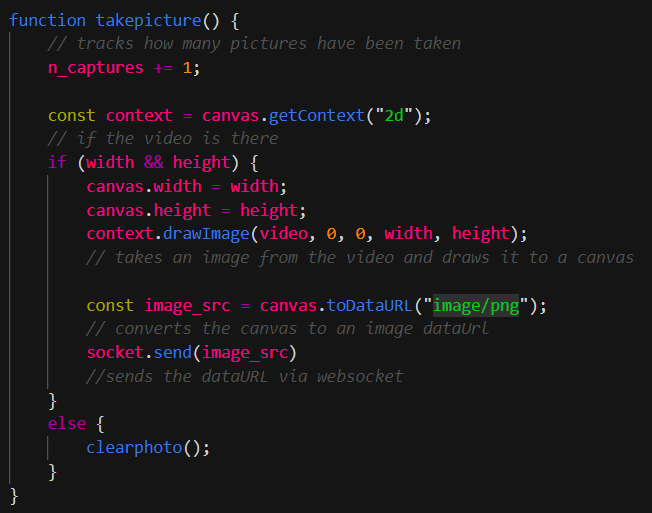 function takepicture() {
    // tracks how many pictures have been taken
    n_captures += 1;

    const context = canvas.getContext("2d");
    // if the video is there
    if (width && height) {
        canvas.width = width;
        canvas.height = height;
        context.drawImage(video, 0, 0, width, height);
        // takes an image from the video and draws it to a canvas

        const image_src = canvas.toDataURL("image/png");
        // converts the canvas to an image dataUrl
        socket.send(image_src)
        //sends the dataURL via websocket
    }
    else {
        clearphoto();
    }
}